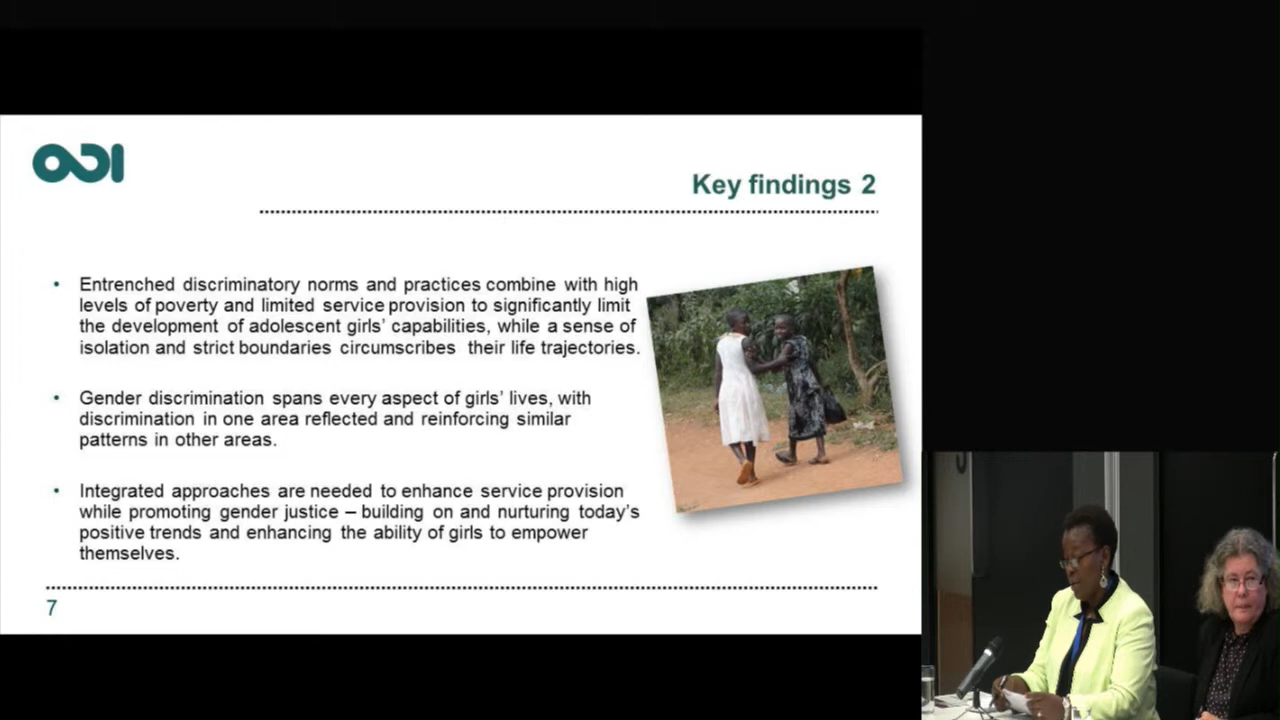 ODI
Key findings 2
• Entrenched discriminatory norms and practices combine with high
levels of poverty and limited service provision to significantly limit
the development of adolescent girls' capabilities, while a sense of
isolation and strict boundaries circumscribes their life trajectories.
• Gender discrimination spans every aspect of girls' lives, with
discrimination in one area reflected and reinforcing similar
patterns in other areas.
• Integrated approaches are needed to enhance service provision
while promoting gender justice – building on and nurturing today's
positive trends and enhancing the ability of girls to empower
themselves.
7